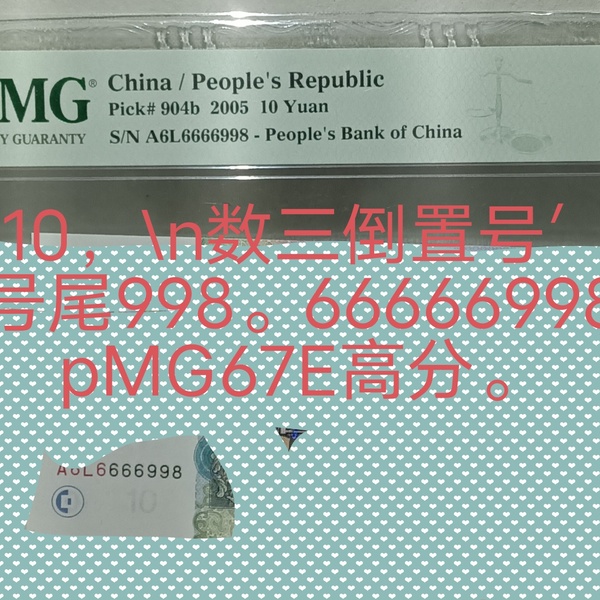 MG® China / People's Republic
Pick# 904b 2005 10 Yuan
Y GUARANTY S/N A6L6666998 - People's Bank of China
10，\n数三倒置号′
号尾998。66666998
pMG67E高分。
A6L6666998
10